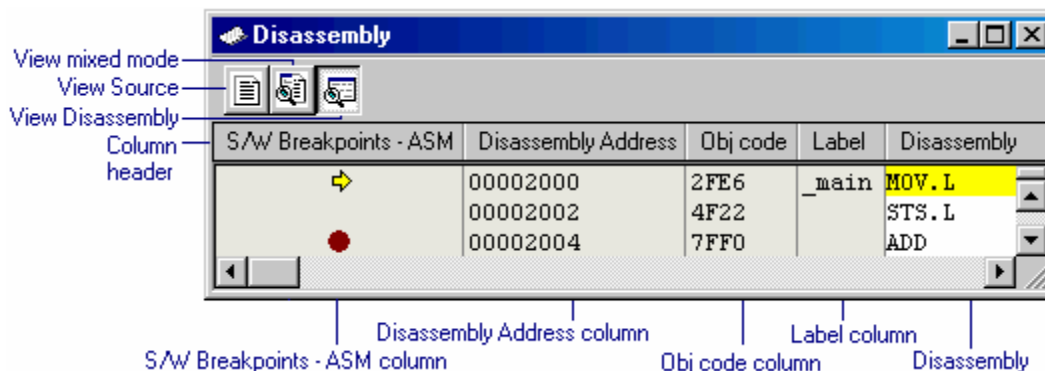 Disassembly
View mixed mode
View Source
View Disassembly
Column header
S/W Breakpoints - ASM Disassembly Address Obj code Label Disassembly
00002000 2FE6 _main MOV.L
00002002 4F22 STS.L
00002004 7FF0 ADD
Disassembly Address column Label column
S/W Breakpoints - ASM column Obj code column Disassembly